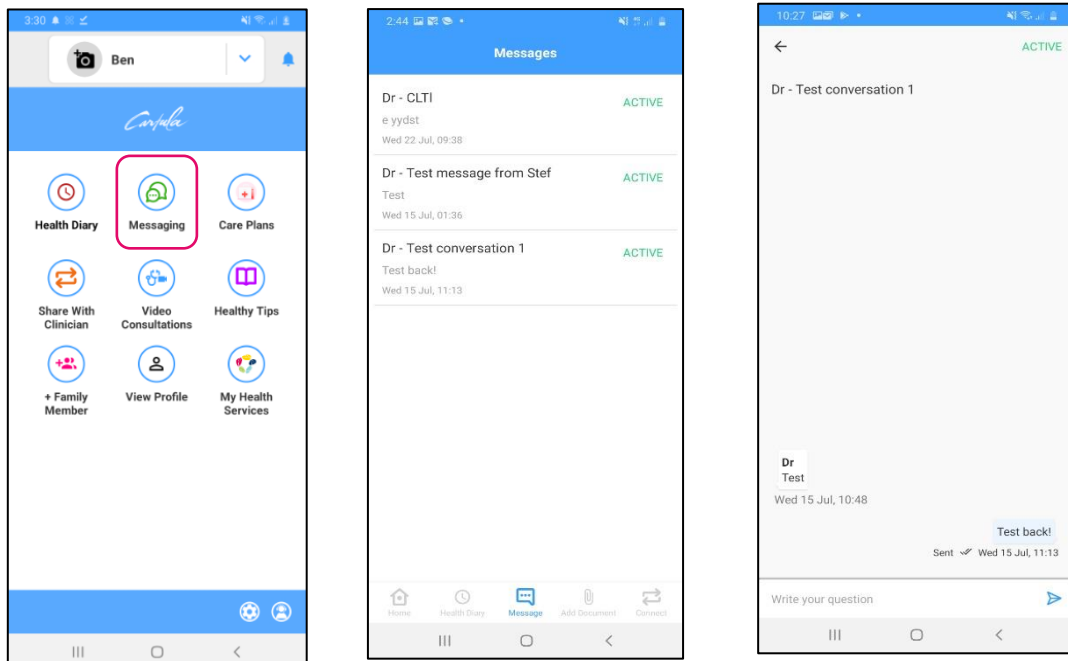 3:30
Ben
Cantula
Health Diary
Messaging
Care Plans
Share With
Clinician
Video
Consultations
Healthy Tips
+ Family
Member
View Profile
My Health
Services
2:44
Messages
Dr - CLTI
ACTIVE
e yydst
Wed 22 Jul, 09:38
Dr - Test message from Stef
ACTIVE
Test
Wed 15 Jul, 01:36
Dr - Test conversation 1
ACTIVE
Test back!
Wed 15 Jul, 11:13
Home
Health Diary
Message
Add Document
Connect
10:27
ACTIVE
Dr - Test conversation 1
Dr
Test
Wed 15 Jul, 10:48
Test back!
Sent Wed 15 Jul, 11:13
Write your question